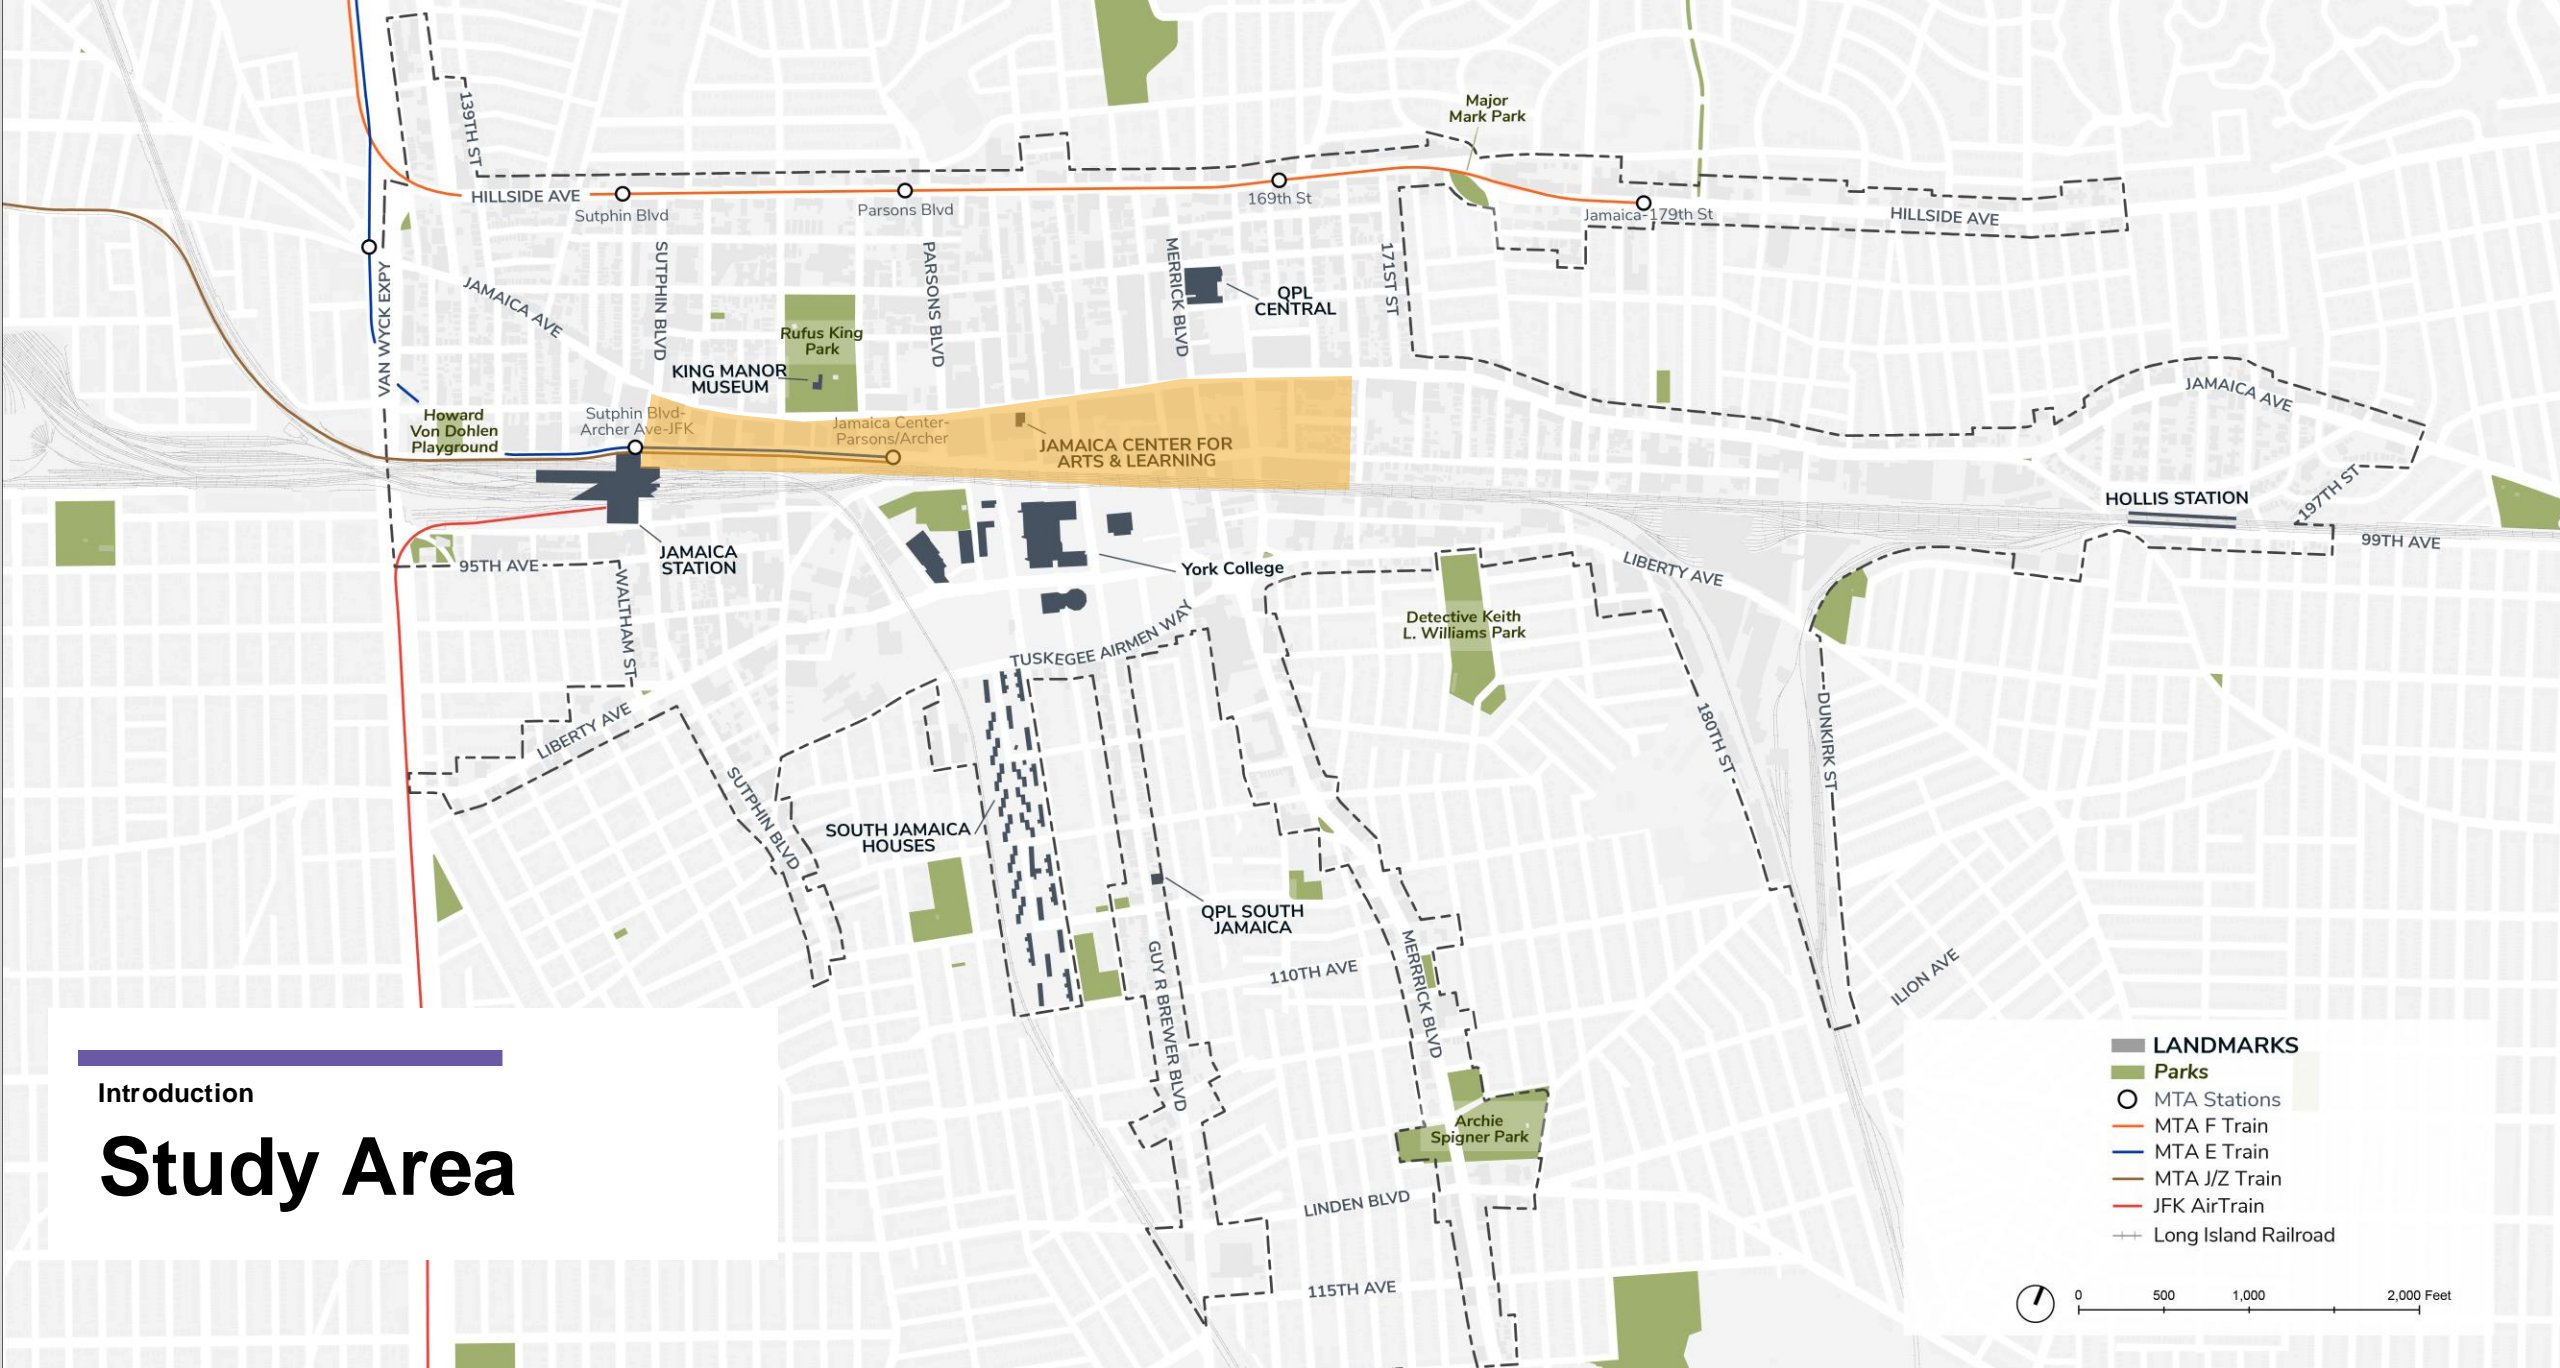 Major
Mark Park
139TH ST
HILLSIDE AVE
Sutphin Blvd
Parsons Blvd
169th St
Jamaica-179th St
HILLSIDE AVE
VAN WYCK EXPY
JAMAICA AVE
SUTPHIN BLVD
PARSONS BLVD
MERRICK BLVD
171ST ST
QPL
CENTRAL
Rufus King
Park
KING MANOR
MUSEUM
JAMAICA AVE
Howard
Von Dohlen
Playground
Sutphin Blvd-
Archer Ave-JFK
Jamaica Center-
Parsons/Archer
JAMAICA CENTER FOR
ARTS & LEARNING
HOLLIS STATION
197TH ST
99TH AVE
JAMAICA
STATION
95TH AVE
WALTHAM ST
York College
LIBERTY AVE
TUSKEGEE AIRMEN WAY
Detective Keith
L. Williams Park
LIBERTY AVE
SUTPHIN BLVD
180TH ST
DUNKIRK ST
SOUTH JAMAICA
HOUSES
QPL SOUTH
JAMAICA
GUY R BREWER BLVD
110TH AVE
MERRRICK BLVD
ILION AVE
Archie
Spigner Park
LINDEN BLVD
115TH AVE
Introduction
Study Area
LANDMARKS
Parks
MTA Stations
MTA F Train
MTA E Train
MTA J/Z Train
JFK AirTrain
Long Island Railroad
0 500 1,000 2,000 Feet